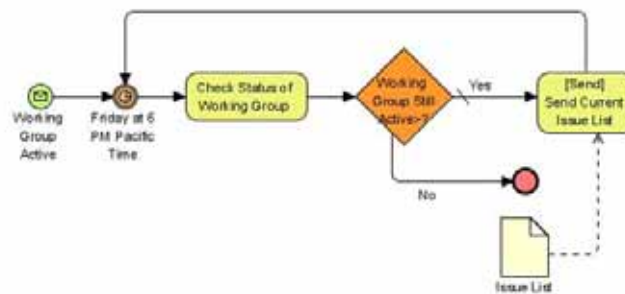 Working
Group
Active
Friday at 6
PM Pacific
Time
Check Status of
Working Group
Working
Group Still
Active>?
Yes
No
[Send]
Send Current
Issue List
Issue List